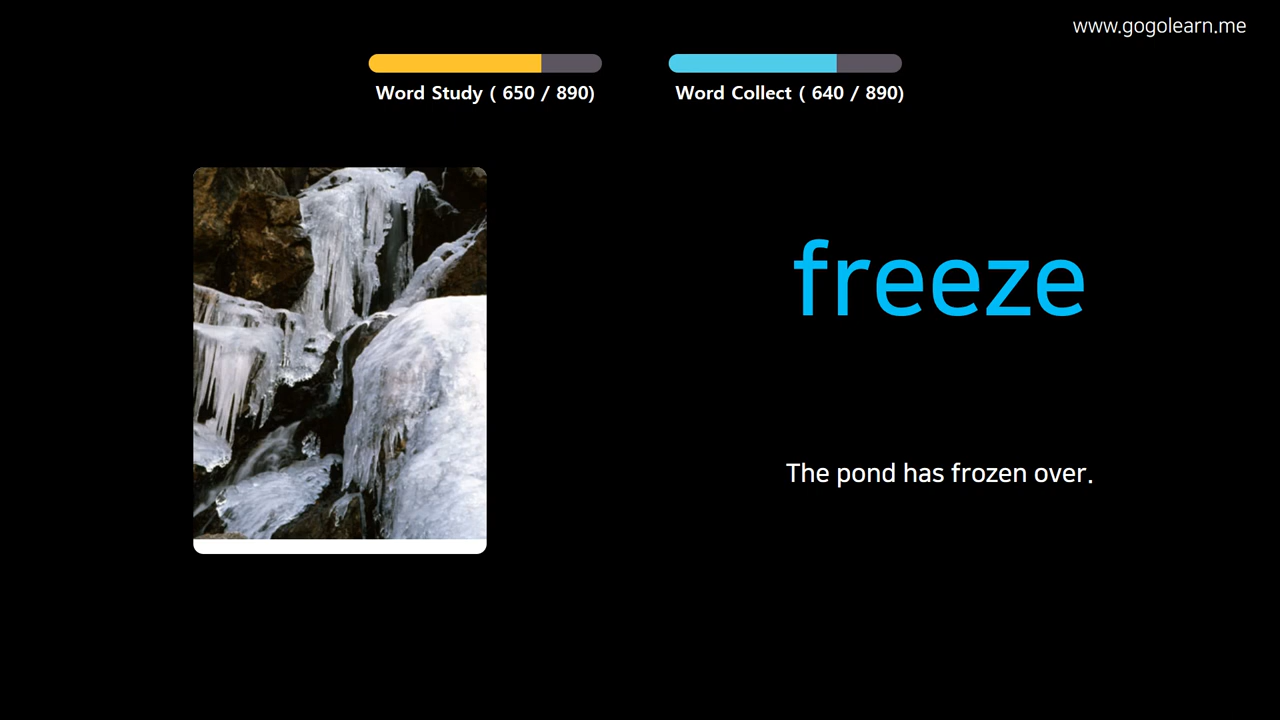 www.gogolearn.me
Word Study ( 650 / 890)
Word Collect ( 640 / 890)
freeze
The pond has frozen over.